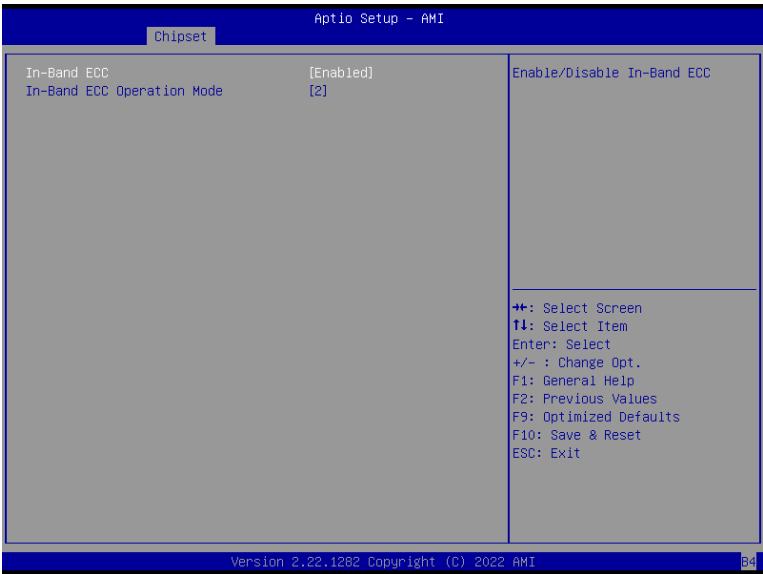 Aptio Setup – AMI
Chipset
In-Band ECC [Enabled]
In-Band ECC Operation Mode [2]
Enable/Disable In-Band ECC
→←: Select Screen
↑↓: Select Item
Enter: Select
+/- : Change Opt.
F1: General Help
F2: Previous Values
F9: Optimized Defaults
F10: Save & Reset
ESC: Exit
Version 2.22.1282 Copyright (C) 2022 AMI
B4